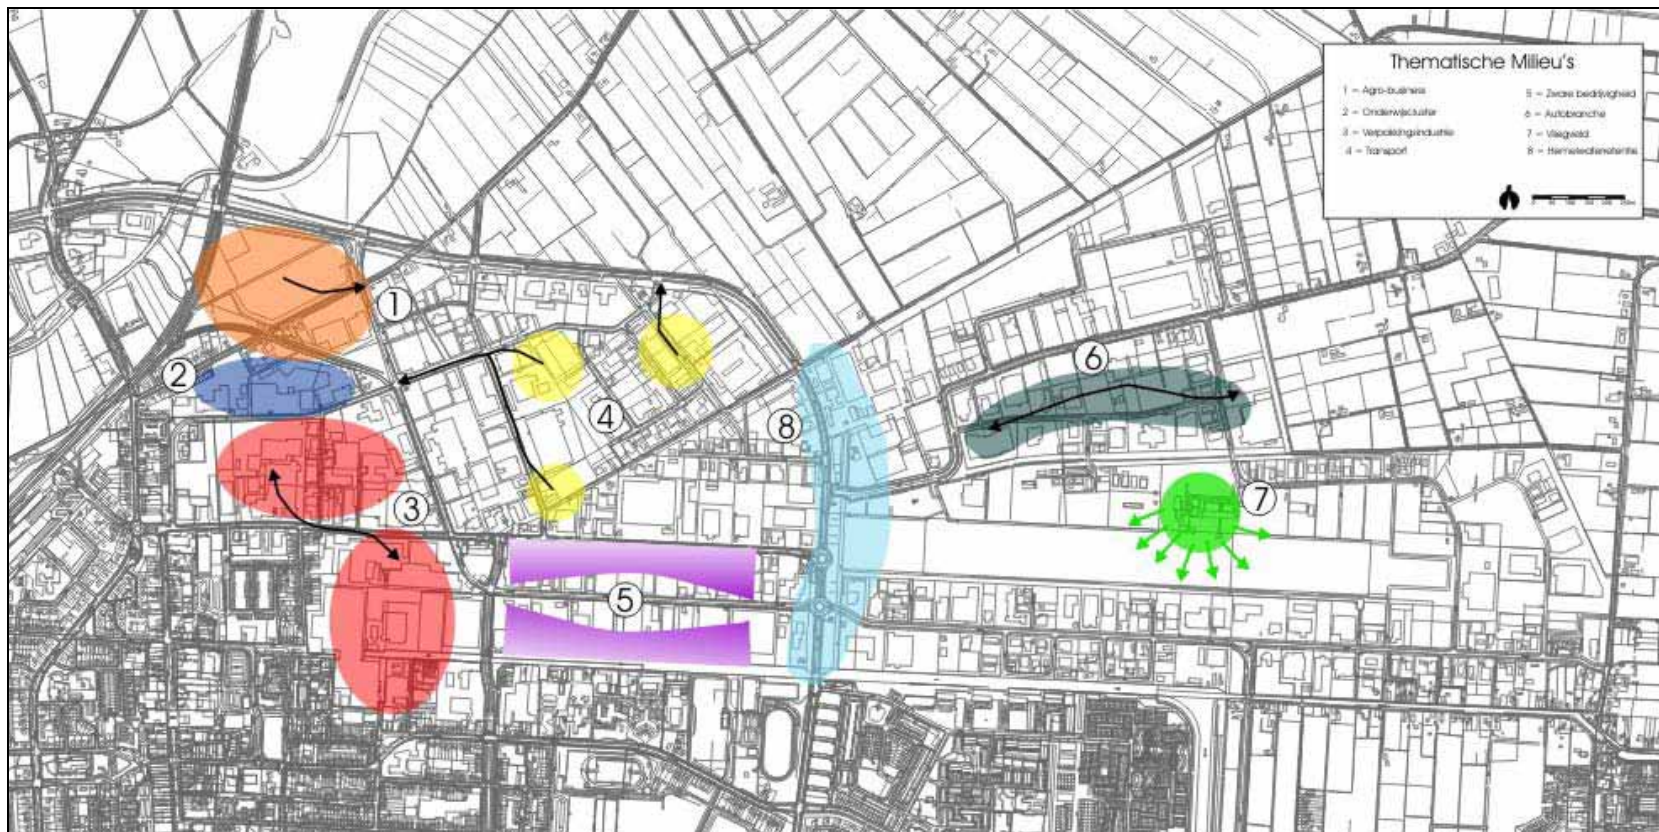 Thematische Milieu's
1 = Agro-business
2 = Onderwijscluster
3 = Verpakkingsindustrie
4 = Transport
5 = Zware bedrijvigheid
6 = Autobranche
7 = Vliegveld
8 = Hemelwaterretentie
1
2
3
4
5
6
7
8